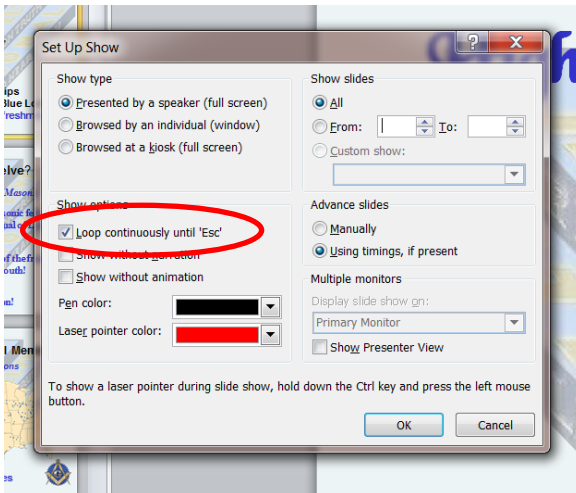 Set Up Show
Show type
Presented by a speaker (full screen)
Browsed by an individual (window)
Browsed at a kiosk (full screen)
Show slides
All
From: To:
Custom show:
Show options
Loop continuously until 'Esc'
Show without narration
Show without animation
Pen color:
Laser pointer color:
Advance slides
Manually
Using timings, if present
Multiple monitors
Display slide show on:
Primary Monitor
Show Presenter View
To show a laser pointer during slide show, hold down the Ctrl key and press the left mouse
button.
OK Cancel